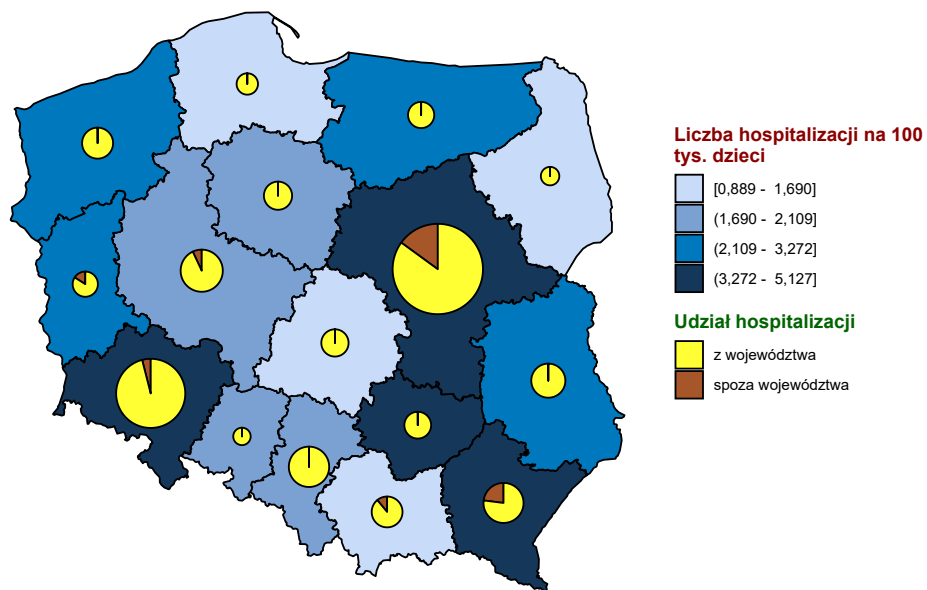 Liczba hospitalizacji na 100
tys. dzieci
[0,889 - 1,690]
(1,690 - 2,109]
(2,109 - 3,272]
(3,272 - 5,127]
Udział hospitalizacji
z województwa
spoza województwa